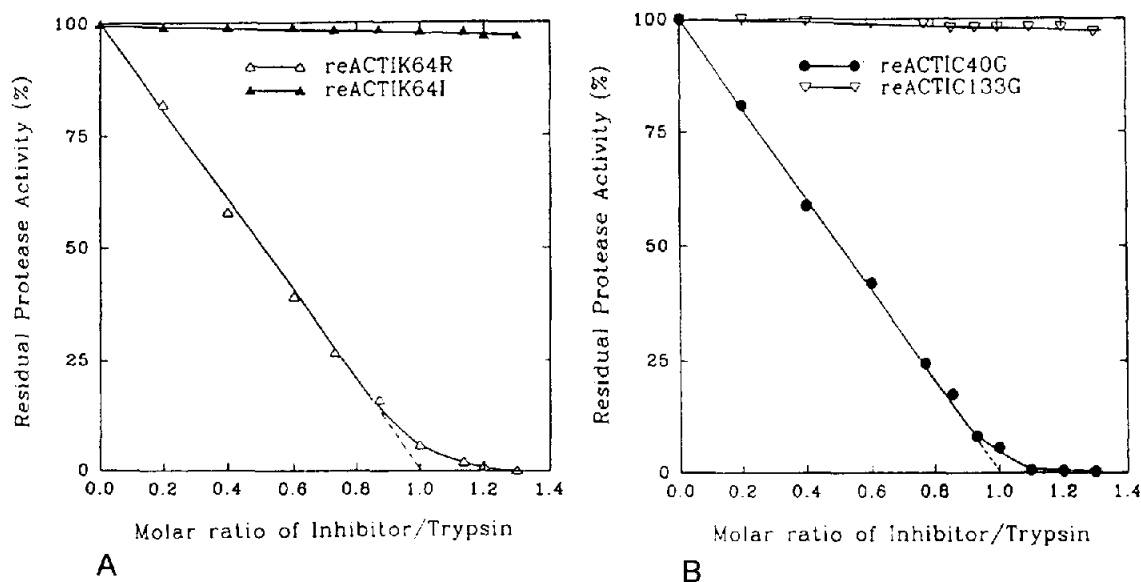 100
75
50
25
0
Residual Protease Activity (%)
reACTIK64R
reACTIK64I
0.0 0.2 0.4 0.6 0.8 1.0 1.2 1.4
Molar ratio of Inhibitor/Trypsin
A
100
75
50
25
0
Residual Protease Activity (%)
reACTIC40G
reACTIC133G
0.0 0.2 0.4 0.6 0.8 1.0 1.2 1.4
Molar ratio of Inhibitor/Trypsin
B